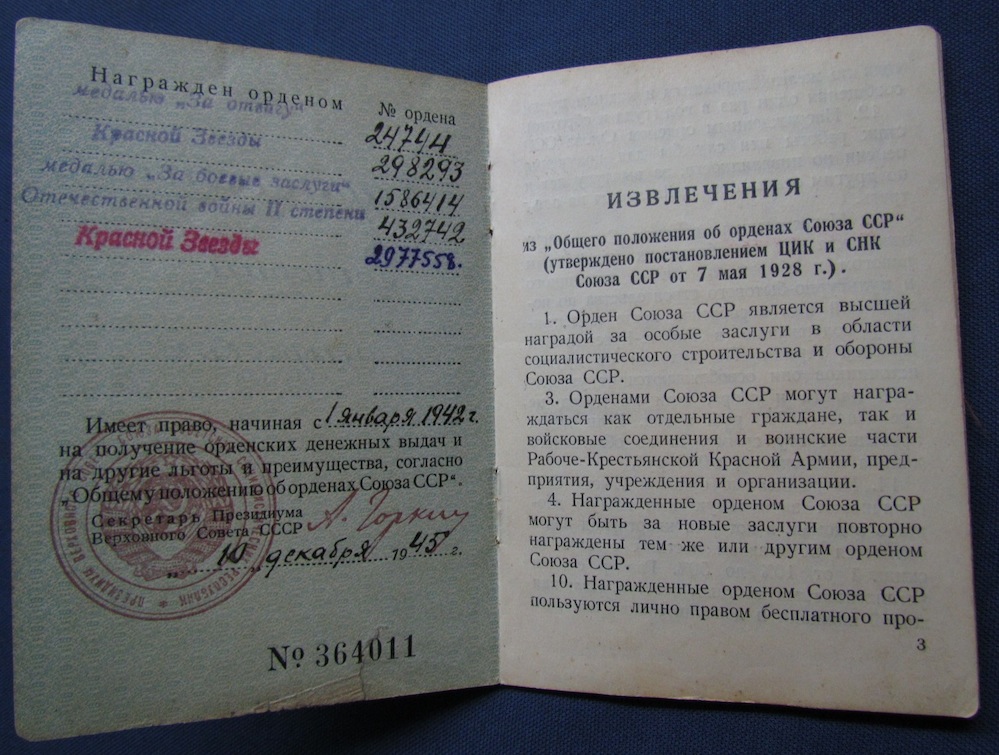 Награжден орденом
№ ордена
медалью „За отвагу"
24744
Красной Звезды
298293
медалью „За боевые заслуги"
1586414
Отечественной войны II степени
432742
Красной Звезды
2977558.
Имеет право, начиная с 1 января 1942 г.
на получение орденских денежных выдач и
на другие льготы и преимущества, согласно
„Общему положению об орденах Союза ССР".
Секретарь Президиума
Верховного Совета СССР А. Горкин
„10„ декабря 1945 г.
№ 364011
ИЗВЛЕЧЕНИЯ
из „Общего положения об орденах Союза ССР"
(утверждено постановлением ЦИК и СНК
Союза ССР от 7 мая 1928 г.).
1. Орден Союза ССР является высшей
наградой за особые заслуги в области
социалистического строительства и обороны
Союза ССР.
3. Орденами Союза ССР могут награ-
ждаться как отдельные граждане, так и
войсковые соединения и воинские части
Рабоче-Крестьянской Красной Армии, пред-
приятия, учреждения и организации.
4. Награжденные орденом Союза ССР
могут быть за новые заслуги повторно
награждены тем же или другим орденом
Союза ССР.
10. Награжденные орденом Союза ССР
пользуются лично правом бесплатного про-
3